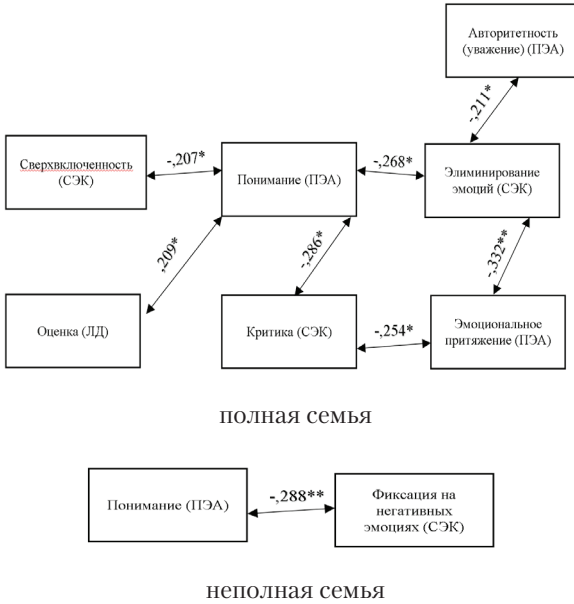 Авторитетность
(уважение) (ПЭА)
-,211*
Сверхвключенность
(СЭК)
-,207*
Понимание (ПЭА)
-,268*
Элиминирование
эмоций (СЭК)
,209*
-,286*
-,332**
Оценка (ЛД)
Критика (СЭК)
-,254*
Эмоциональное
притяжение (ПЭА)
полная семья
Понимание (ПЭА)
-,288**
Фиксация на
негативных
эмоциях (СЭК)
неполная семья